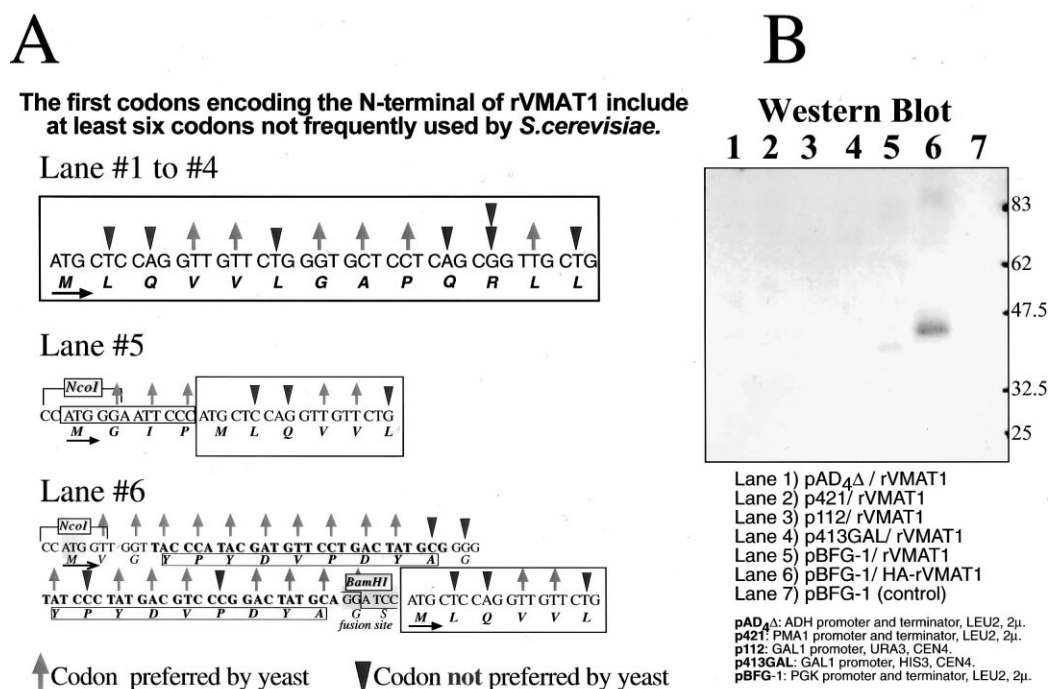 A
The first codons encoding the N-terminal of rVMAT1 include
at least six codons not frequently used by S.cerevisiae.
Lane #1 to #4
ATG CTC CAG GTT GTT CTG GGT GCT CCT CAG CGG TTG CTG
M L Q V V L G A P Q R L L
Lane #5
NcoI
CC ATG GGA ATT CCC ATG CTC CAG GTT GTT CTG
M G I P M L Q V V L
Lane #6
NcoI
CC ATG GTT GGT TAC CCA TAC GAT GTT CCT GAC TAT GCG GGG
M V G Y P Y D V P D Y A G
BamHI
TAT CCC TAT GAC GTC CCG GAC TAT GCA GGA TCC ATG CTC CAG GTT GTT CTG
Y P Y D V P D Y A G S M L Q V V L
fusion site
Codon preferred by yeast Codon not preferred by yeast
B
Western Blot
1 2 3 4 5 6 7
83
62
47.5
32.5
25
Lane 1) pAD4Δ / rVMAT1
Lane 2) p421/ rVMAT1
Lane 3) p112/ rVMAT1
Lane 4) p413GAL/ rVMAT1
Lane 5) pBFG-1/ rVMAT1
Lane 6) pBFG-1/ HA-rVMAT1
Lane 7) pBFG-1 (control)
pAD4Δ: ADH promoter and terminator, LEU2, 2μ.
p421: PMA1 promoter and terminator, LEU2, 2μ.
p112: GAL1 promoter, URA3, CEN4.
p413GAL: GAL1 promoter, HIS3, CEN4.
pBFG-1: PGK promoter and terminator, LEU2, 2μ.